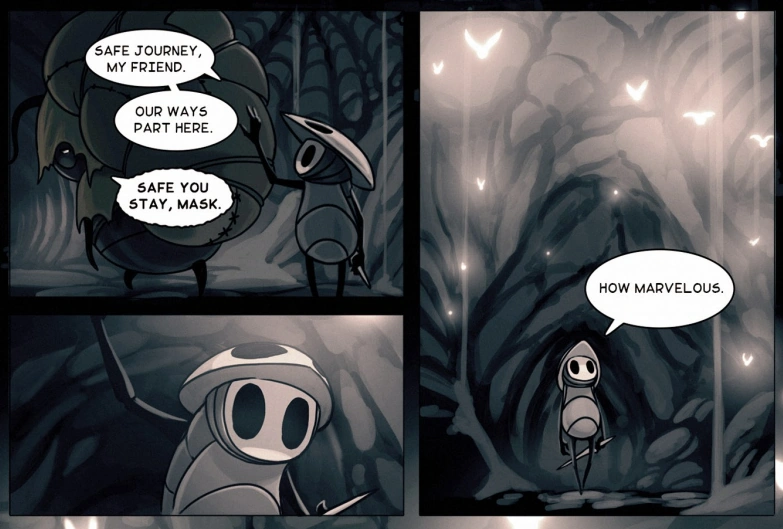 SAFE JOURNEY,
MY FRIEND.
OUR WAYS
PART HERE.
SAFE YOU
STAY, MASK.
HOW MARVELOUS.